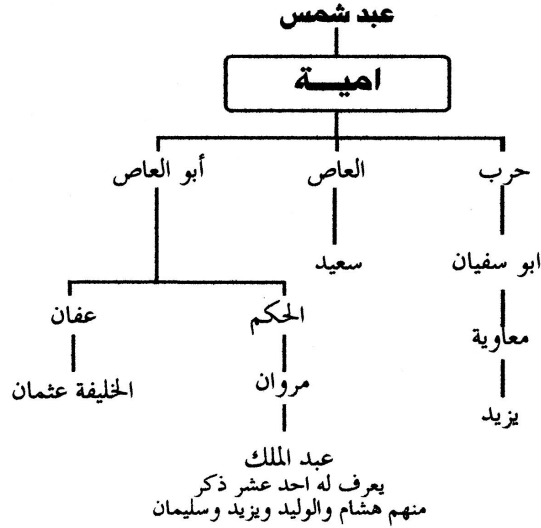 عبد شمس
امية
حرب
العاص
أبو العاص
ابو سفيان
سعيد
معاوية
الحكم
عفان
يزيد
مروان
الخليفة عثمان
عبد الملك
يعرف له احد عشر ذكر
منهم هشام والوليد ويزيد وسليمان